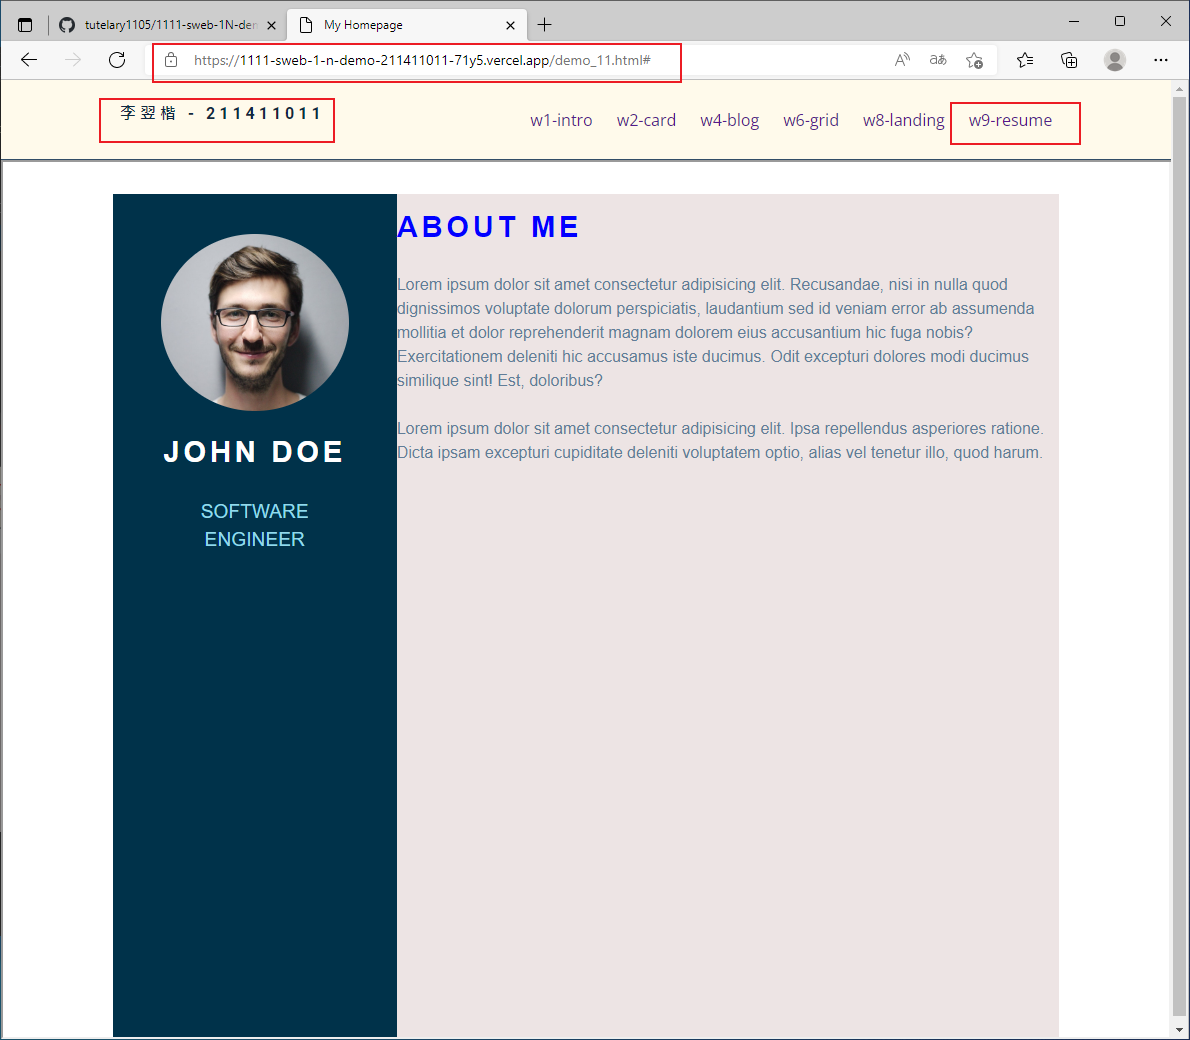 tutelary1105/1111-sweb-1N-den
My Homepage
https://1111-sweb-1-n-demo-211411011-71y5.vercel.app/demo_11.html#
李翌楷 - 211411011
w1-intro w2-card w4-blog w6-grid w8-landing w9-resume
JOHN DOE
SOFTWARE
ENGINEER
ABOUT ME
Lorem ipsum dolor sit amet consectetur adipisicing elit. Recusandae, nisi in nulla quod
dignissimos voluptate dolorum perspiciatis, laudantium sed id veniam error ab assumenda
mollitia et dolor reprehenderit magnam dolorem eius accusantium hic fuga nobis?
Exercitationem deleniti hic accusamus iste ducimus. Odit excepturi dolores modi ducimus
similique sint! Est, doloribus?
Lorem ipsum dolor sit amet consectetur adipisicing elit. Ipsa repellendus asperiores ratione.
Dicta ipsam excepturi cupiditate deleniti voluptatem optio, alias vel tenetur illo, quod harum.